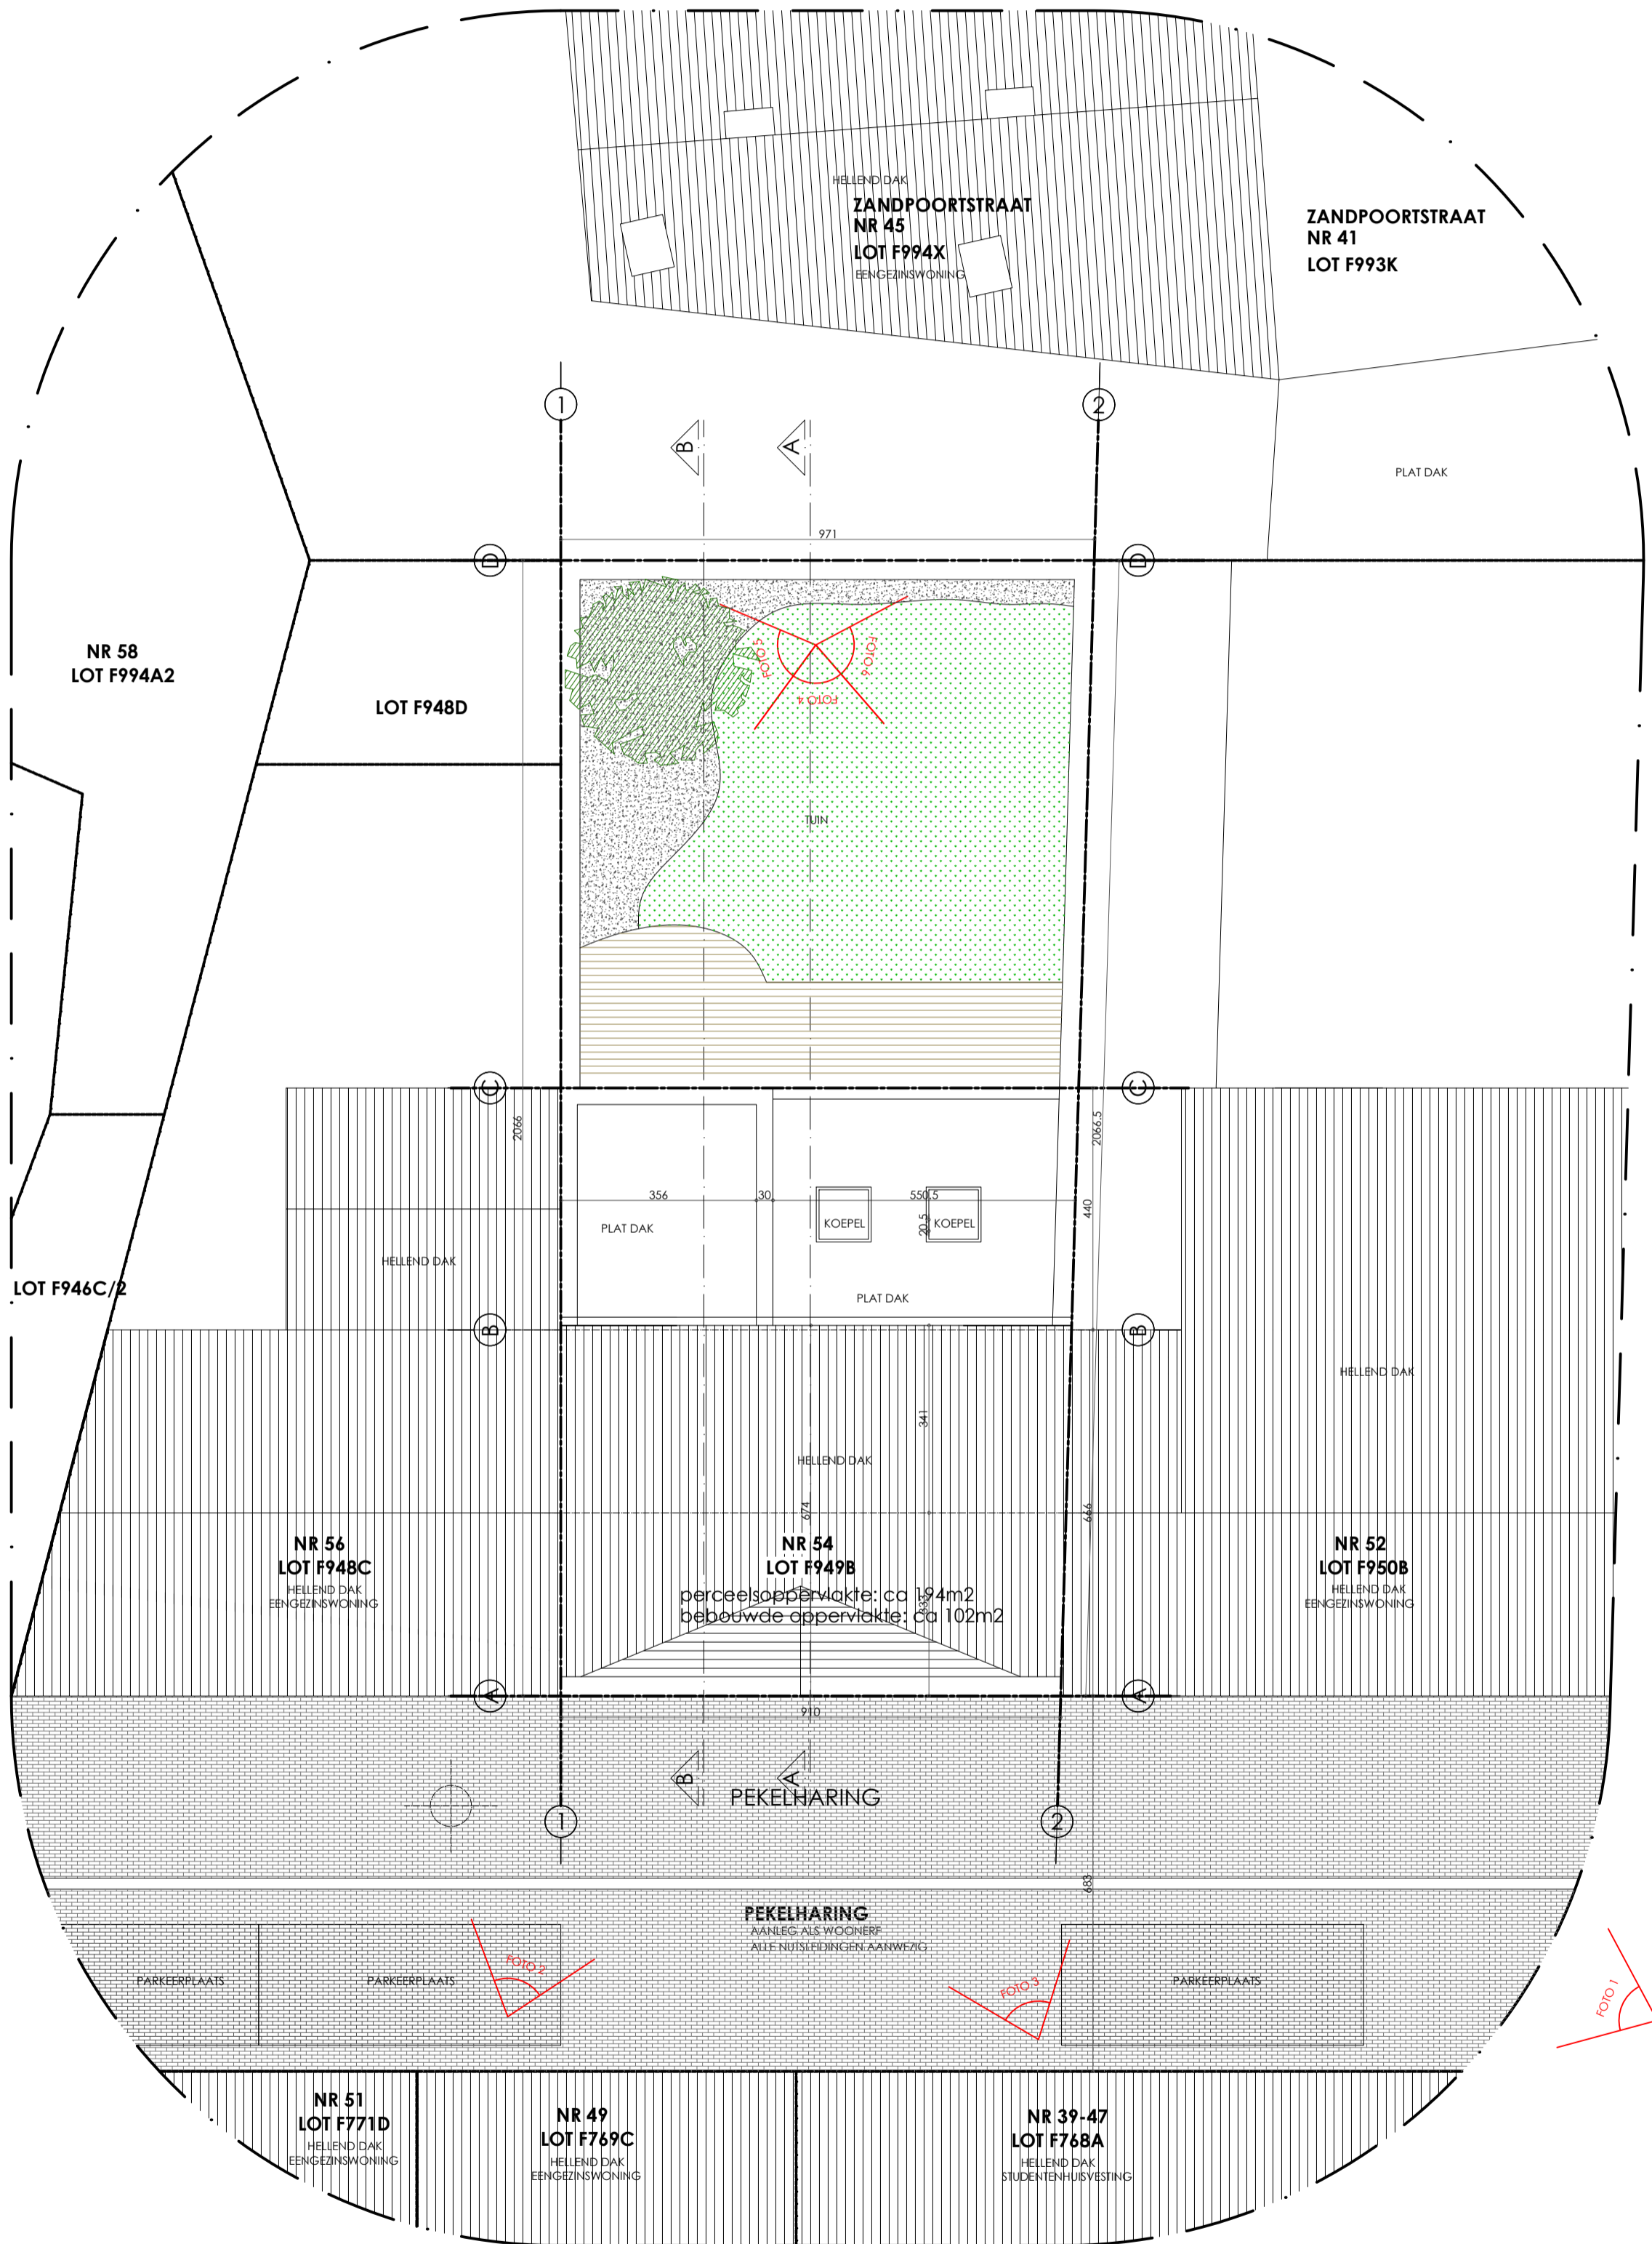 HELLEND DAK
ZANDPOORTSTRAAT
NR 45
LOT F994X
EENGEZINSWONING
ZANDPOORTSTRAAT
NR 41
LOT F993K
1
2
B
A
PLAT DAK
971
D
D
NR 58
LOT F994A2
LOT F948D
FOTO 5
FOTO 6
FOTO 4
TUIN
C
C
2066
2066.5
356
30
550.5
440
PLAT DAK
KOEPEL
20.5
KOEPEL
HELLEND DAK
LOT F946C/2
PLAT DAK
B
B
HELLEND DAK
341
HELLEND DAK
674
666
NR 56
LOT F948C
HELLEND DAK
EENGEZINSWONING
NR 54
LOT F949B
perceelsoppervlakte: ca 194m2
bebouwde oppervlakte: ca 102m2
NR 52
LOT F950B
HELLEND DAK
EENGEZINSWONING
A
A
910
B
A
PEKELHARING
1
2
683
PEKELHARING
AANLEG ALS WOONERF
ALLE NUTSLEIDINGEN AANWEZIG
FOTO 2
FOTO 3
FOTO 1
PARKEERPLAATS
PARKEERPLAATS
PARKEERPLAATS
NR 51
LOT F771D
HELLEND DAK
EENGEZINSWONING
NR 49
LOT F769C
HELLEND DAK
EENGEZINSWONING
NR 39-47
LOT F768A
HELLEND DAK
STUDENTENHUISVESTING